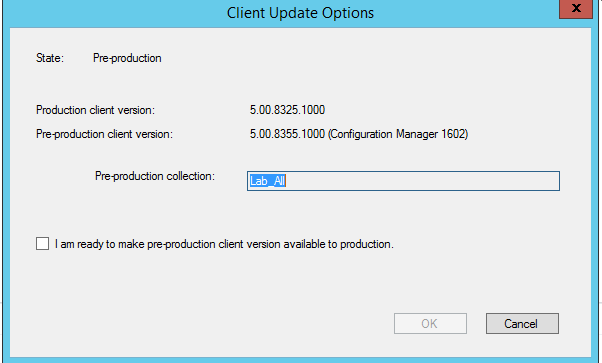 Client Update Options
x
State: Pre-production
Production client version: 5.00.8325.1000
Pre-production client version: 5.00.8355.1000 (Configuration Manager 1602)
Pre-production collection: Lab_All
I am ready to make pre-production client version available to production.
OK Cancel